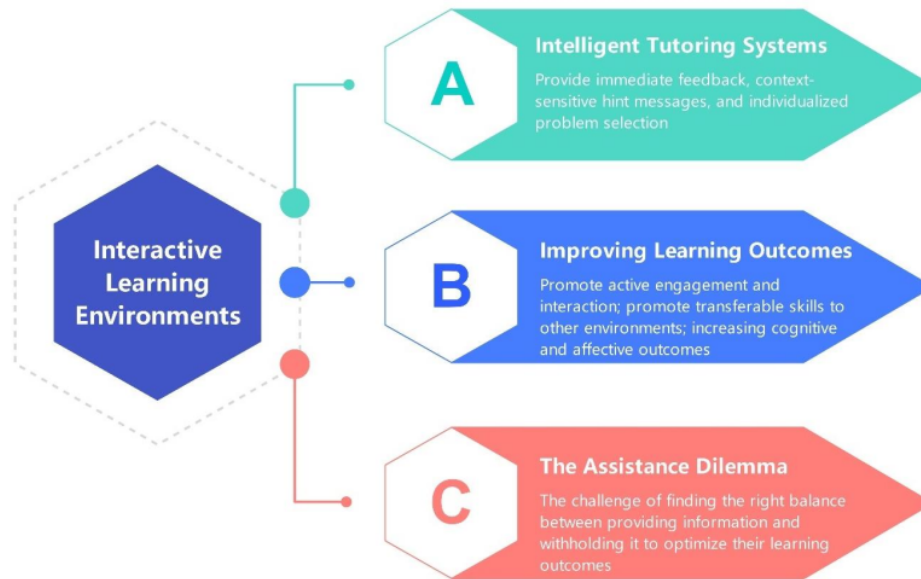 Interactive
Learning
Environments
A
Intelligent Tutoring Systems
Provide immediate feedback, context-
sensitive hint messages, and individualized
problem selection
B
Improving Learning Outcomes
Promote active engagement and
interaction; promote transferable skills to
other environments; increasing cognitive
and affective outcomes
C
The Assistance Dilemma
The challenge of finding the right balance
between providing information and
withholding it to optimize their learning
outcomes